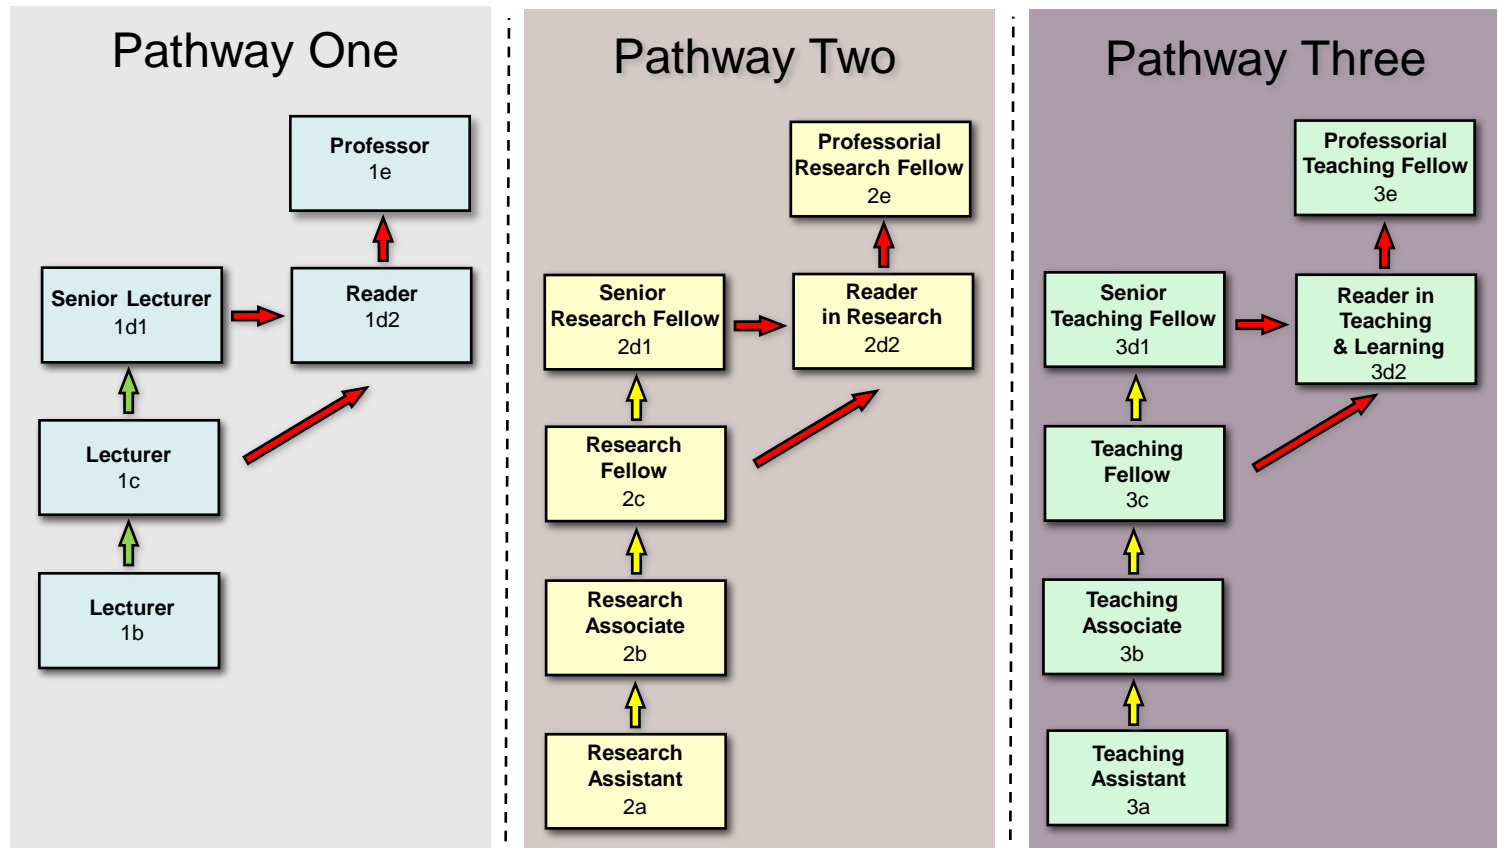 Pathway One
Professor
1e
Senior Lecturer
1d1
Reader
1d2
Lecturer
1c
Lecturer
1b
Pathway Two
Professorial
Research Fellow
2e
Senior
Research Fellow
2d1
Reader
in Research
2d2
Research
Fellow
2c
Research
Associate
2b
Research
Assistant
2a
Pathway Three
Professorial
Teaching Fellow
3e
Senior
Teaching Fellow
3d1
Reader in
Teaching
& Learning
3d2
Teaching
Fellow
3c
Teaching
Associate
3b
Teaching
Assistant
3a